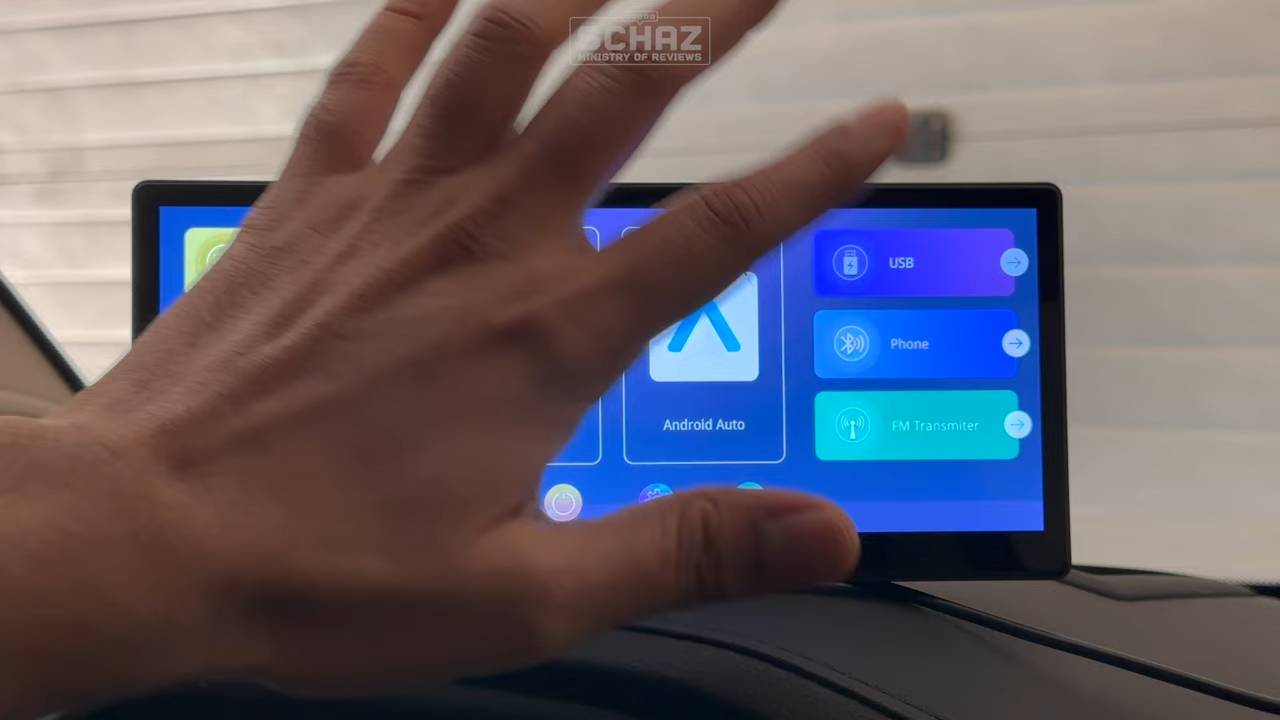 SCHAZ
MINISTRY OF REVIEWS
USB
Phone
Android Auto
FM Transmiter